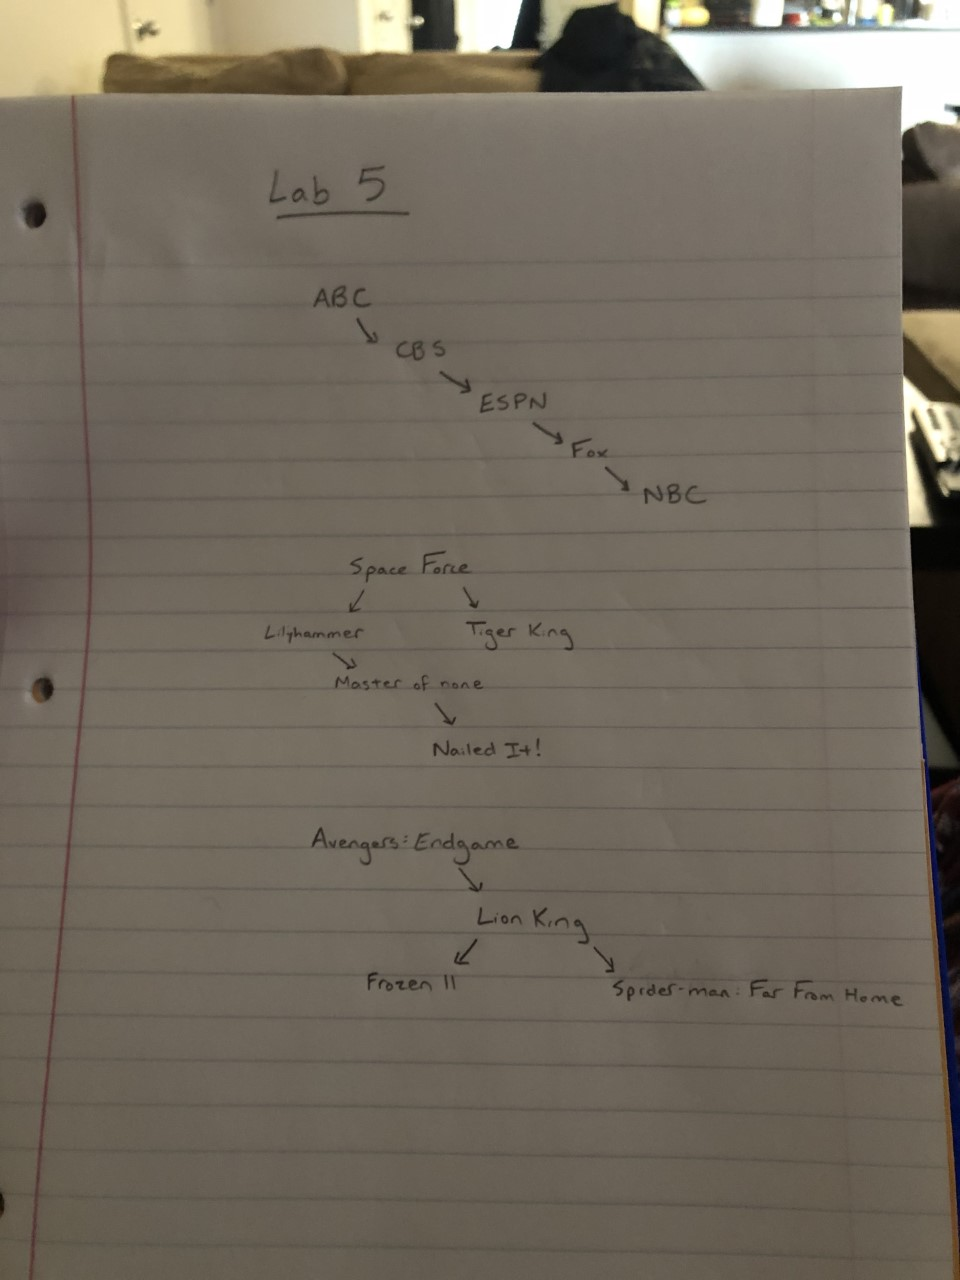 Lab 5
ABC
CBS
ESPN
Fox
NBC
Space Force
Lilyhammer Tiger King
Master of none
Nailed It!
Avengers: Endgame
Lion King
Frozen II Spider-man: Far From Home